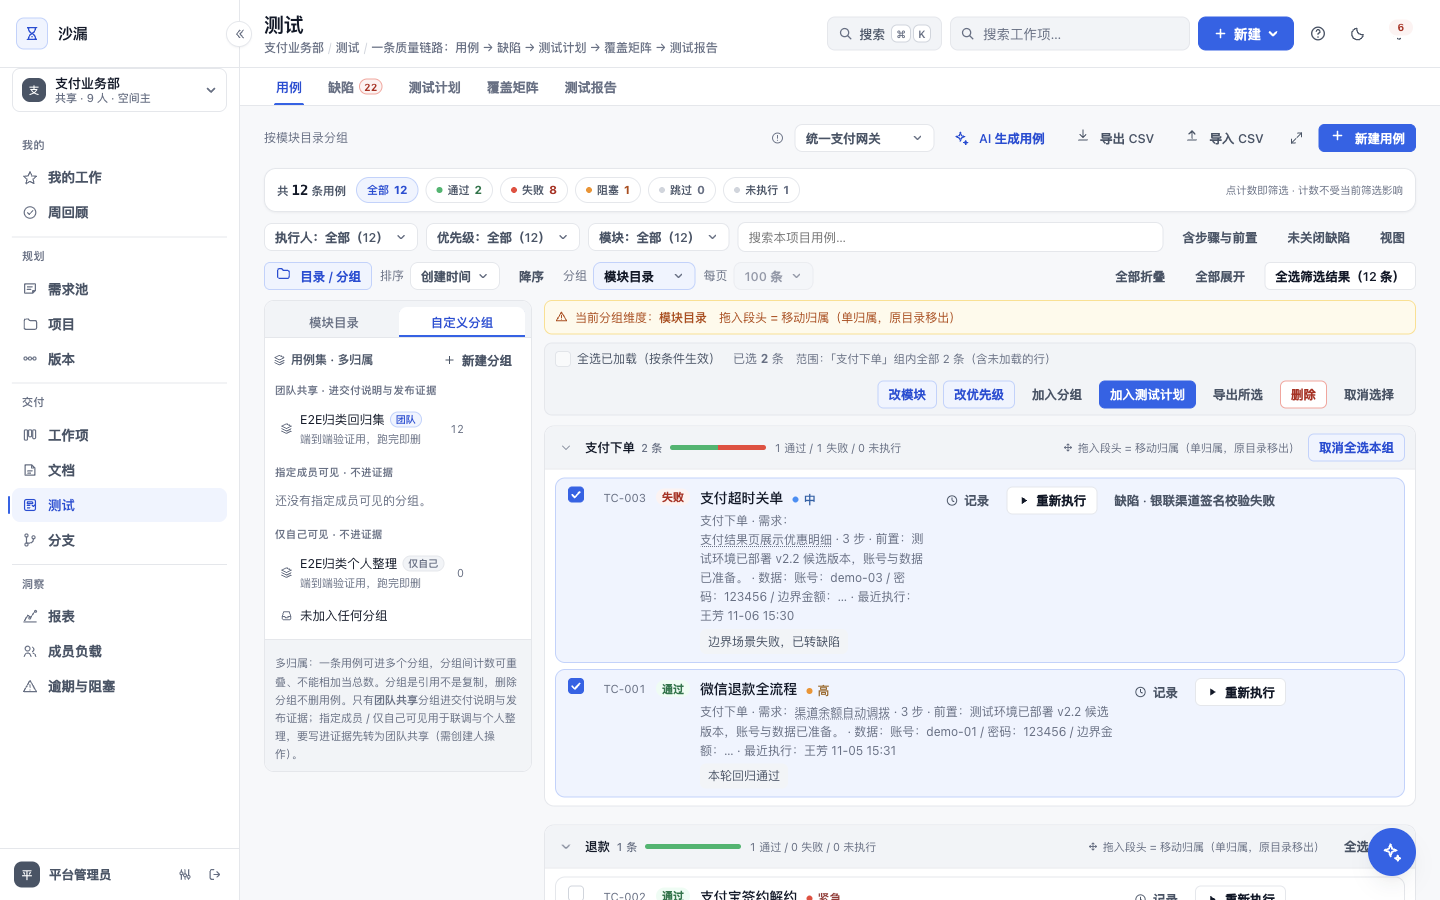 沙漏
支
支付业务部
共享 · 9 人 · 空间主
我的
我的工作
周回顾
规划
需求池
项目
版本
交付
工作项
文档
测试
分支
洞察
报表
成员负载
逾期与阻塞
平
平台管理员
测试
支付业务部 / 测试 / 一条质量链路：用例 → 缺陷 → 测试计划 → 覆盖矩阵 → 测试报告
搜索 ⌘ K
搜索工作项...
新建
6
用例
缺陷 22
测试计划
覆盖矩阵
测试报告
按模块目录分组
统一支付网关
AI 生成用例
导出 CSV
导入 CSV
新建用例
共 12 条用例
全部 12
通过 2
失败 8
阻塞 1
跳过 0
未执行 1
点计数即筛选 · 计数不受当前筛选影响
执行人：全部（12）
优先级：全部（12）
模块：全部（12）
搜索本项目用例...
含步骤与前置
未关闭缺陷
视图
目录 / 分组
排序
创建时间
降序
分组
模块目录
每页
100 条
全部折叠
全部展开
全选筛选结果（12 条）
模块目录
自定义分组
用例集 · 多归属
新建分组
团队共享 · 进交付说明与发布证据
E2E归类回归集 团队
端到端验证用，跑完即删
12
指定成员可见 · 不进证据
还没有指定成员可见的分组。
仅自己可见 · 不进证据
E2E归类个人整理 仅自己
端到端验证用，跑完即删
0
未加入任何分组
多归属：一条用例可进多个分组，分组间计数可重
叠、不能相加当总数。分组是引用不是复制，删除
分组不删用例。只有团队共享分组进交付说明与发
布证据；指定成员 / 仅自己可见用于联调与个人整
理，要写进证据先转为团队共享（需创建人操
作）。
当前分组维度：模块目录 拖入段头 = 移动归属（单归属，原目录移出）
全选已加载（按条件生效）
已选 2 条
范围：「支付下单」组内全部 2 条（含未加载的行）
改模块
改优先级
加入分组
加入测试计划
导出所选
删除
取消选择
支付下单 2 条
1 通过 / 1 失败 / 0 未执行
拖入段头 = 移动归属（单归属，原目录移出）
取消全选本组
TC-003 失败 支付超时关单 中
记录
重新执行
缺陷 · 银联渠道签名校验失败
支付下单 · 需求：
支付结果页展示优惠明细 · 3 步 · 前置：测
试环境已部署 v2.2 候选版本，账号与数据
已准备。 · 数据：账号：demo-03 / 密
码：123456 / 边界金额：... · 最近执行：
王芳 11-06 15:30
边界场景失败，已转缺陷
TC-001 通过 微信退款全流程 高
记录
重新执行
支付下单 · 需求：渠道余额自动调拨 · 3 步 · 前置：测试环境已部署 v2.2 候选
版本，账号与数据已准备。 · 数据：账号：demo-01 / 密码：123456 / 边界金
额：... · 最近执行：王芳 11-05 15:31
本轮回归通过
退款 1 条
1 通过 / 0 失败 / 0 未执行
拖入段头 = 移动归属（单归属，原目录移出）
全选
TC-002 通过 支付宝签约解约 紧急
记录
重新执行